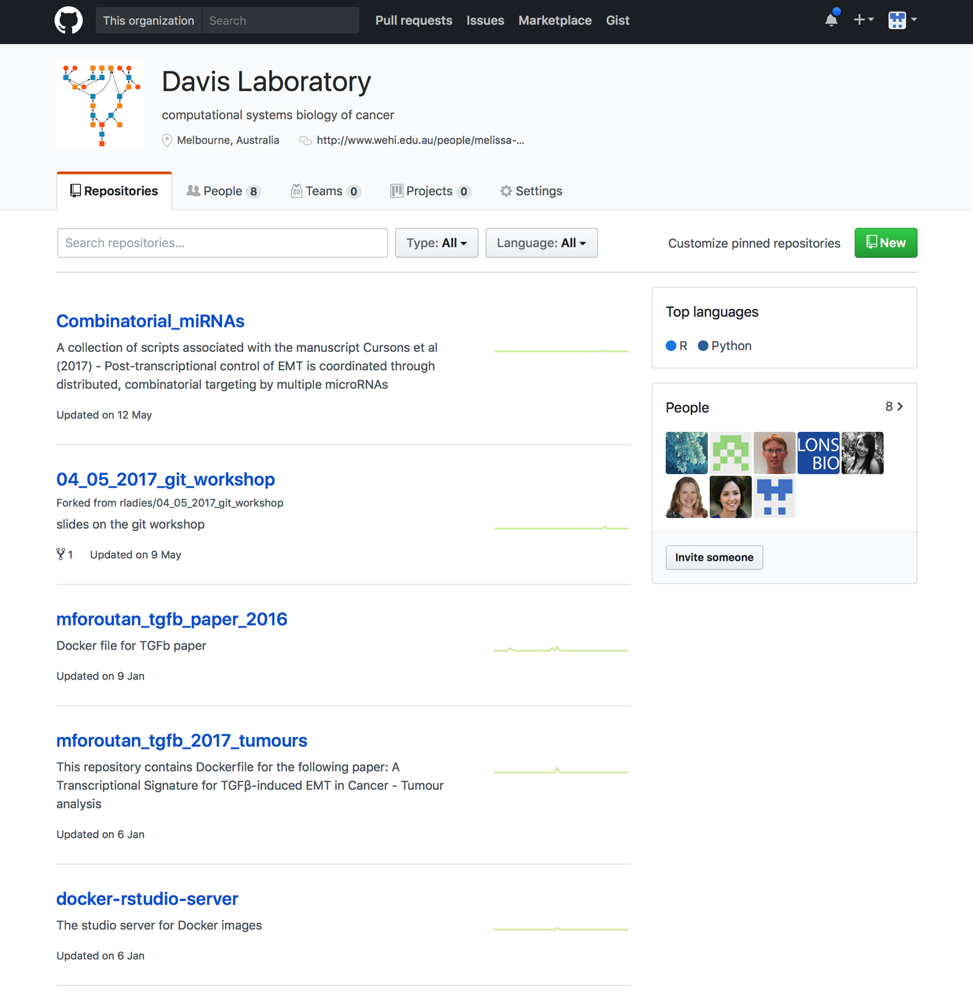 This organization Search Pull requests Issues Marketplace Gist
Davis Laboratory
computational systems biology of cancer
Melbourne, Australia http://www.wehi.edu.au/people/melissa-...
Repositories People 8 Teams 0 Projects 0 Settings
Search repositories... Type: All Language: All Customize pinned repositories New
Combinatorial_miRNAs
A collection of scripts associated with the manuscript Cursons et al
(2017) - Post-transcriptional control of EMT is coordinated through
distributed, combinatorial targeting by multiple microRNAs
Updated on 12 May
04_05_2017_git_workshop
Forked from rladies/04_05_2017_git_workshop
slides on the git workshop
1 Updated on 9 May
mforoutan_tgfb_paper_2016
Docker file for TGFb paper
Updated on 9 Jan
mforoutan_tgfb_2017_tumours
This repository contains Dockerfile for the following paper: A
Transcriptional Signature for TGFβ-induced EMT in Cancer - Tumour
analysis
Updated on 6 Jan
docker-rstudio-server
The studio server for Docker images
Updated on 6 Jan
Top languages
R Python
People 8
LONS
BIO
Invite someone